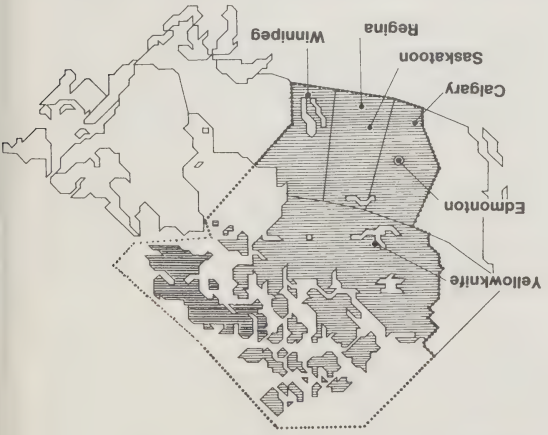 Yellowknife
Edmonton
Calgary
Saskatoon
Regina
Winnipeg